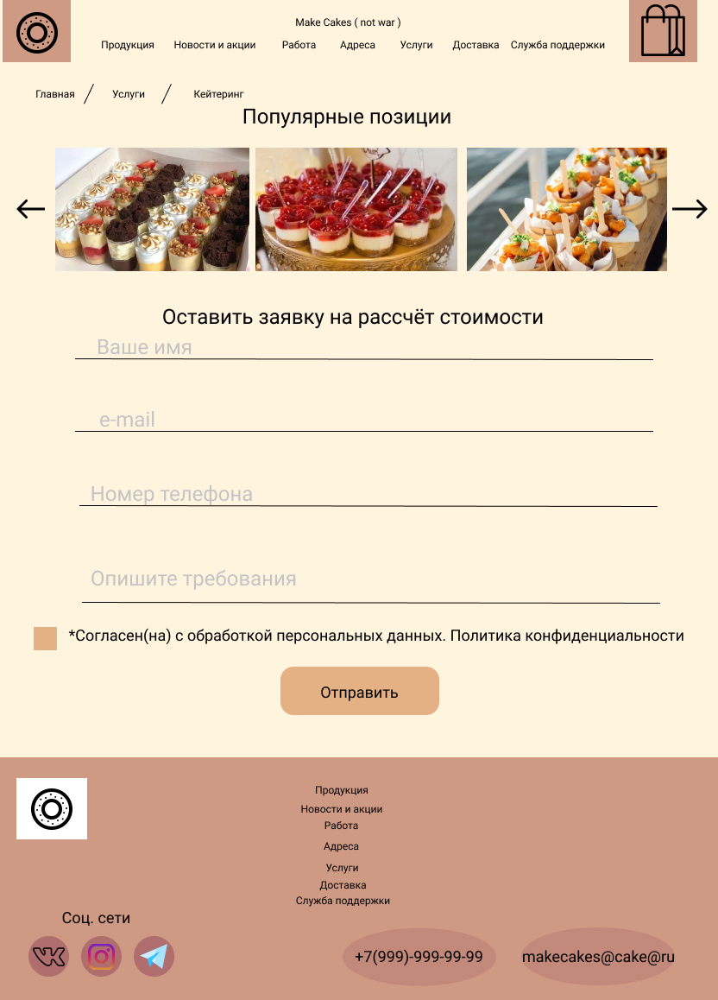 Make Cakes ( not war )
Продукция Новости и акции Работа Адреса Услуги Доставка Служба поддержки
Главная / Услуги / Кейтеринг
Популярные позиции
Оставить заявку на рассчёт стоимости
Ваше имя
e-mail
Номер телефона
Опишите требования
*Согласен(на) с обработкой персональных данных. Политика конфиденциальности
Отправить
Продукция
Новости и акции
Работа
Адреса
Услуги
Доставка
Служба поддержки
Соц. сети
+7(999)-999-99-99 makecakes@cake@ru